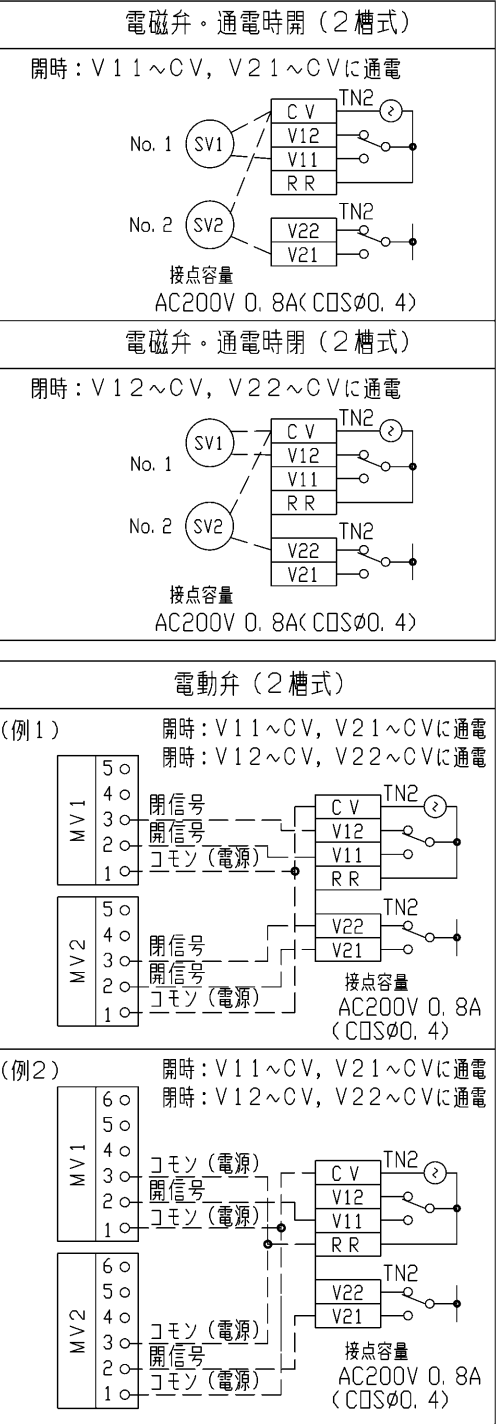 電磁弁。通電時開（2槽式）
開時：V11～CV，V21～CVに通電
TN2
CV
No. 1 SV1 V12
V11
RR
TN2
No. 2 SV2 V22
V21
接点容量
AC200V 0. 8A(COSØ0. 4)
電磁弁。通電時閉（2槽式）
閉時：V12～CV，V22～CVに通電
TN2
SV1 CV
No. 1 V12
V11
RR
TN2
No. 2 SV2 V22
V21
接点容量
AC200V 0. 8A(COSØ0. 4)
電動弁（2槽式）
(例1) 開時：V11～CV，V21～CVに通電
閉時：V12～CV，V22～CVに通電
MV1
5
4
3 閉信号
2 開信号
1 コモン（電源）
TN2
CV
V12
V11
RR
MV2
5
4
3 閉信号
2 開信号
1 コモン（電源）
TN2
V22
V21
接点容量
AC200V 0. 8A
(COSØ0. 4)
(例2) 開時：V11～CV，V21～CVに通電
閉時：V12～CV，V22～CVに通電
MV1
6
5
4
3 コモン（電源）
2 開信号
1 コモン（電源）
TN2
CV
V12
V11
RR
MV2
6
5
4
3 コモン（電源）
2 開信号
1 コモン（電源）
TN2
V22
V21
接点容量
AC200V 0. 8A
(COSØ0. 4)